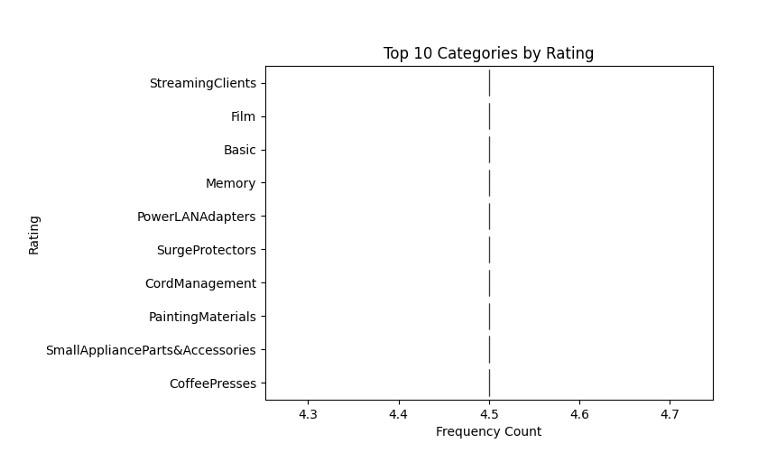 Top 10 Categories by Rating
StreamingClients
Film
Basic
Memory
PowerLANAdapters
SurgeProtectors
CordManagement
PaintingMaterials
SmallApplianceParts&Accessories
CoffeePresses
Rating
4.3 4.4 4.5 4.6 4.7
Frequency Count